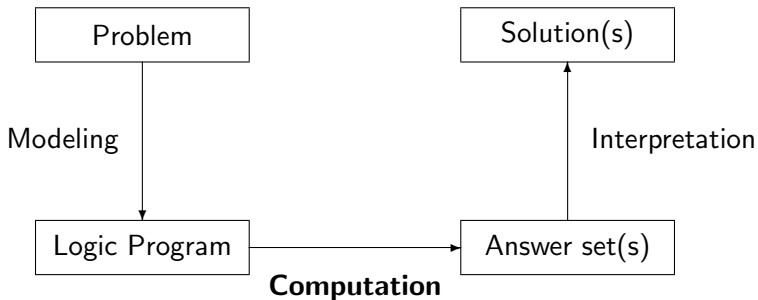 Problem
Solution(s)
Modeling
Interpretation
Logic Program
Answer set(s)
Computation